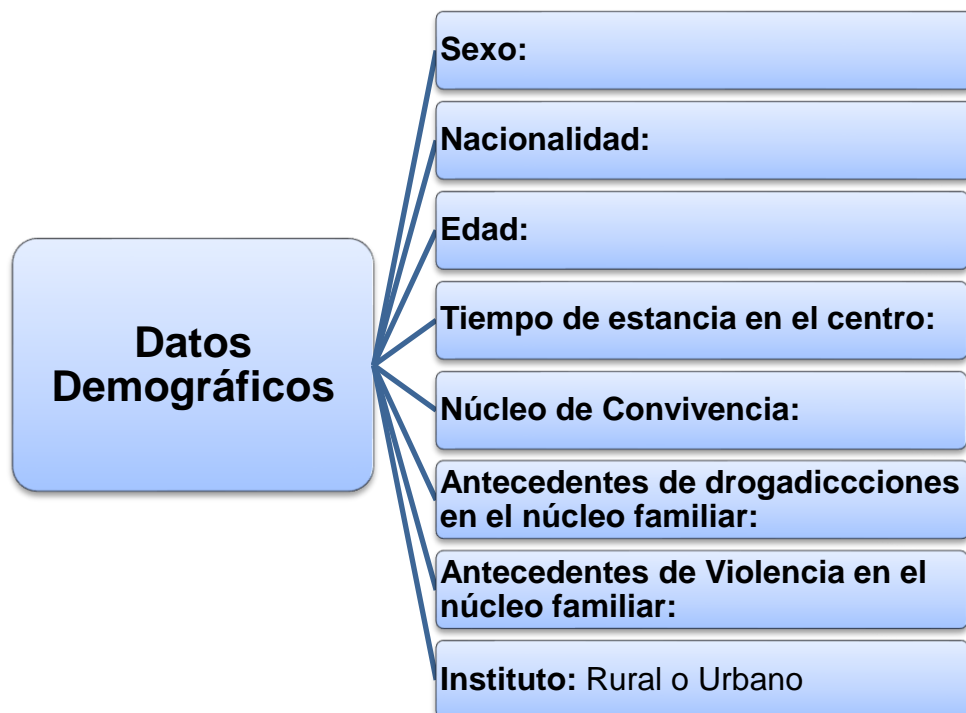 Datos
Demográficos
Sexo:
Nacionalidad:
Edad:
Tiempo de estancia en el centro:
Núcleo de Convivencia:
Antecedentes de drogadiccciones
en el núcleo familiar:
Antecedentes de Violencia en el
núcleo familiar:
Instituto: Rural o Urbano